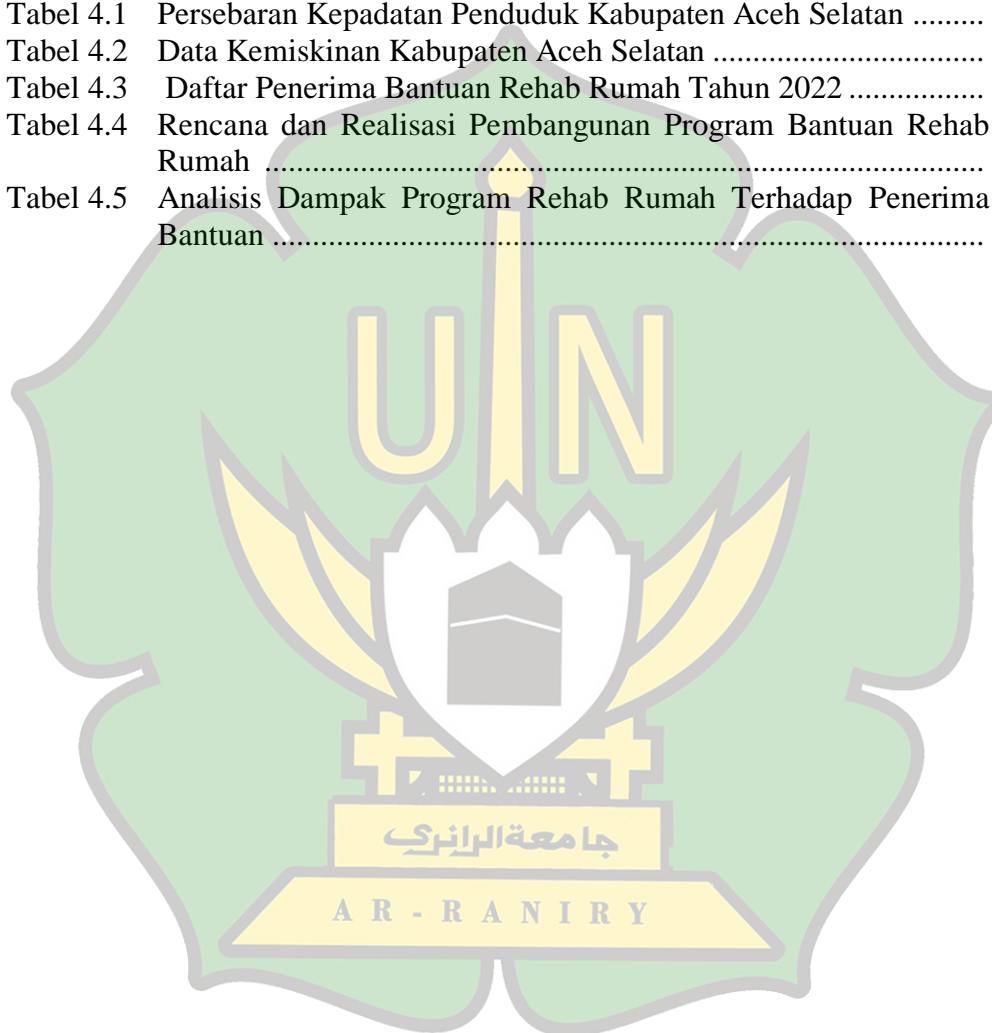 Tabel 4.1 Persebaran Kepadatan Penduduk Kabupaten Aceh Selatan .........
Tabel 4.2 Data Kemiskinan Kabupaten Aceh Selatan ..................................
Tabel 4.3 Daftar Penerima Bantuan Rehab Rumah Tahun 2022 .................
Tabel 4.4 Rencana dan Realisasi Pembangunan Program Bantuan Rehab
Rumah ..........................................................................................
Tabel 4.5 Analisis Dampak Program Rehab Rumah Terhadap Penerima
Bantuan .........................................................................................
UIN
جامعة الرانري
AR-RANIRY